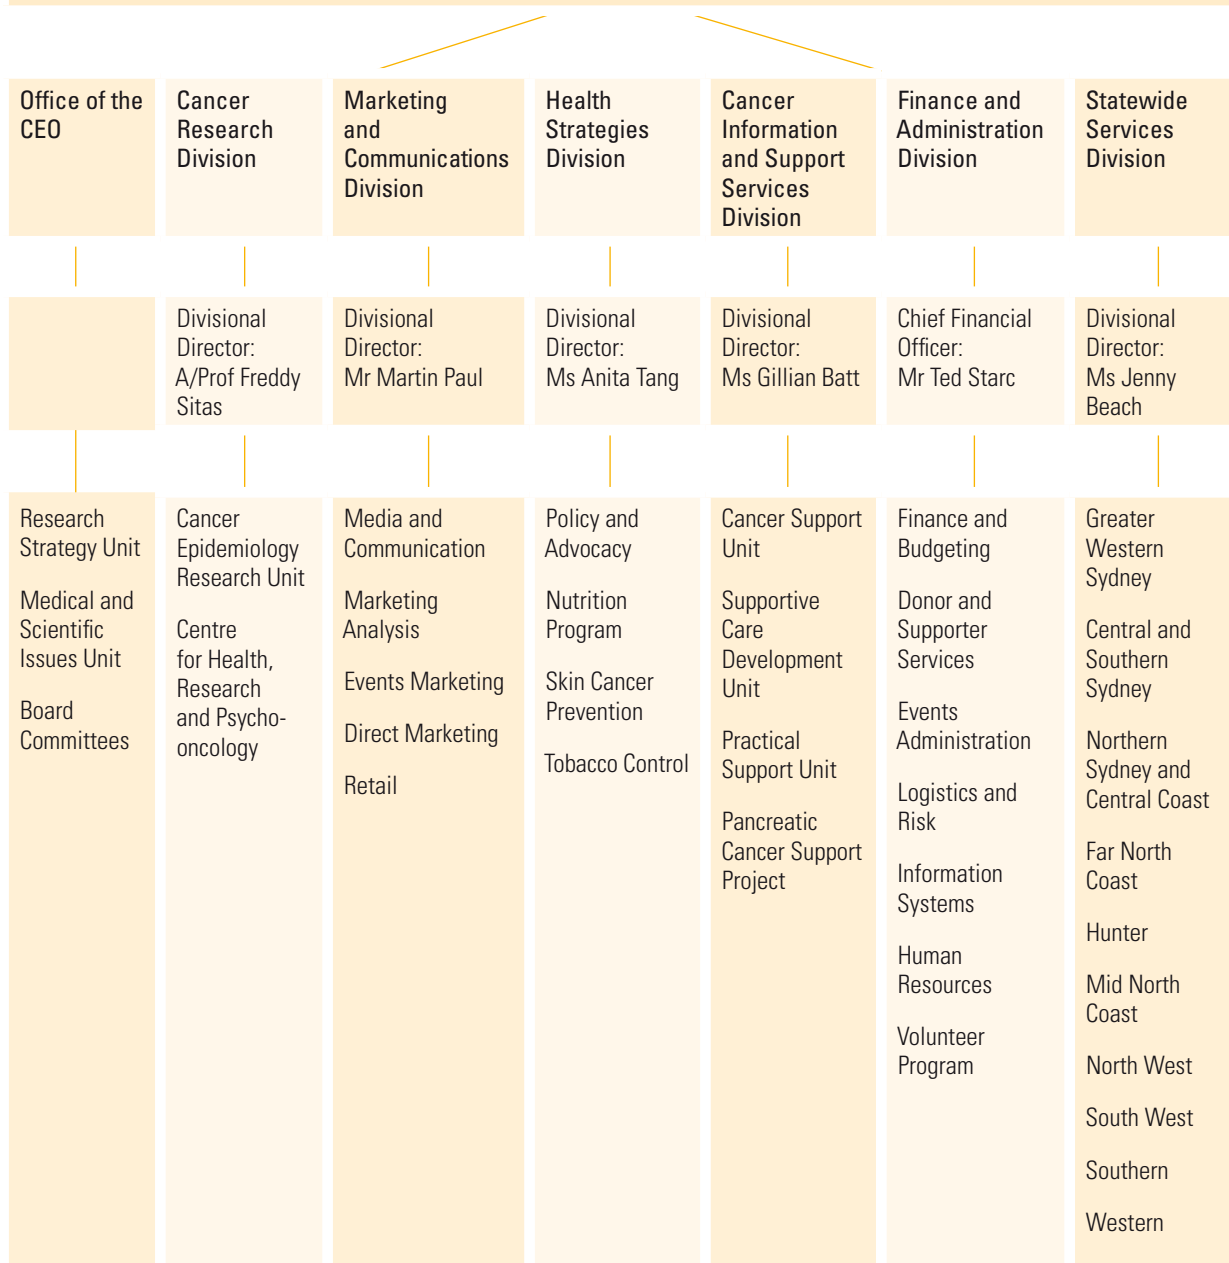 Office of the
CEO
Cancer
Research
Division
Marketing
and
Communications
Division
Health
Strategies
Division
Cancer
Information
and Support
Services
Division
Finance and
Administration
Division
Statewide
Services
Division
Divisional
Director:
A/Prof Freddy
Sitas
Divisional
Director:
Mr Martin Paul
Divisional
Director:
Ms Anita Tang
Divisional
Director:
Ms Gillian Batt
Chief Financial
Officer:
Mr Ted Starc
Divisional
Director:
Ms Jenny
Beach
Research
Strategy Unit
Medical and
Scientific
Issues Unit
Board
Committees
Cancer
Epidemiology
Research Unit
Centre
for Health,
Research
and Psycho-
oncology
Media and
Communication
Marketing
Analysis
Events Marketing
Direct Marketing
Retail
Policy and
Advocacy
Nutrition
Program
Skin Cancer
Prevention
Tobacco Control
Cancer Support
Unit
Supportive
Care
Development
Unit
Practical
Support Unit
Pancreatic
Cancer Support
Project
Finance and
Budgeting
Donor and
Supporter
Services
Events
Administration
Logistics and
Risk
Information
Systems
Human
Resources
Volunteer
Program
Greater
Western
Sydney
Central and
Southern
Sydney
Northern
Sydney and
Central Coast
Far North
Coast
Hunter
Mid North
Coast
North West
South West
Southern
Western